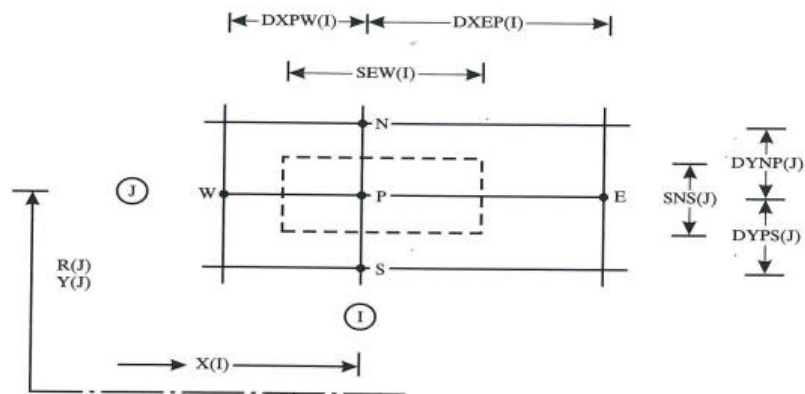 DXPW(I) DXEP(I)
SEW(I)
N
DYNP(J)
J W P E SNS(J)
DYPS(J)
R(J)
Y(J)
S
I
X(I)